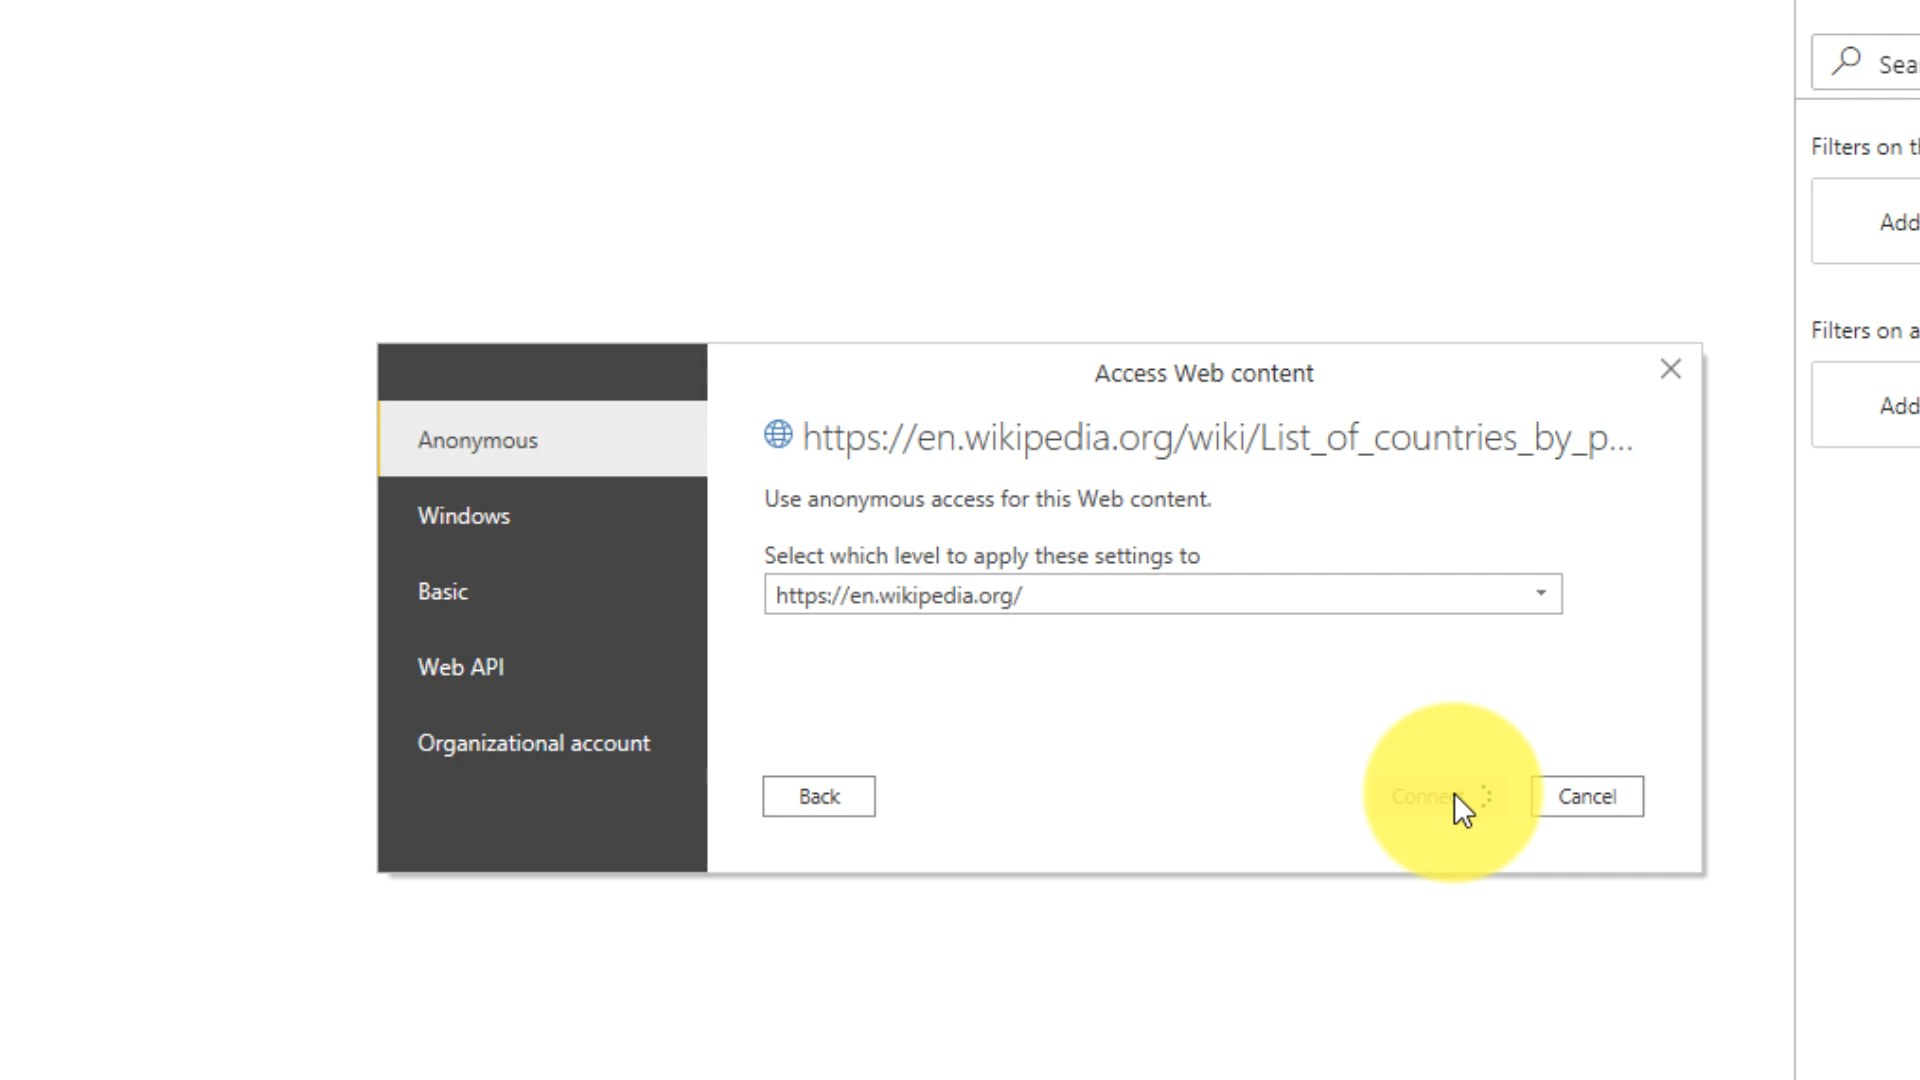 Filters on
Add
Filters on
Add
Access Web content
Anonymous
https://en.wikipedia.org/wiki/List_of_countries_by_p...
Use anonymous access for this Web content.
Windows
Select which level to apply these settings to
https://en.wikipedia.org/
Basic
Web API
Organizational account
Back
Cancel